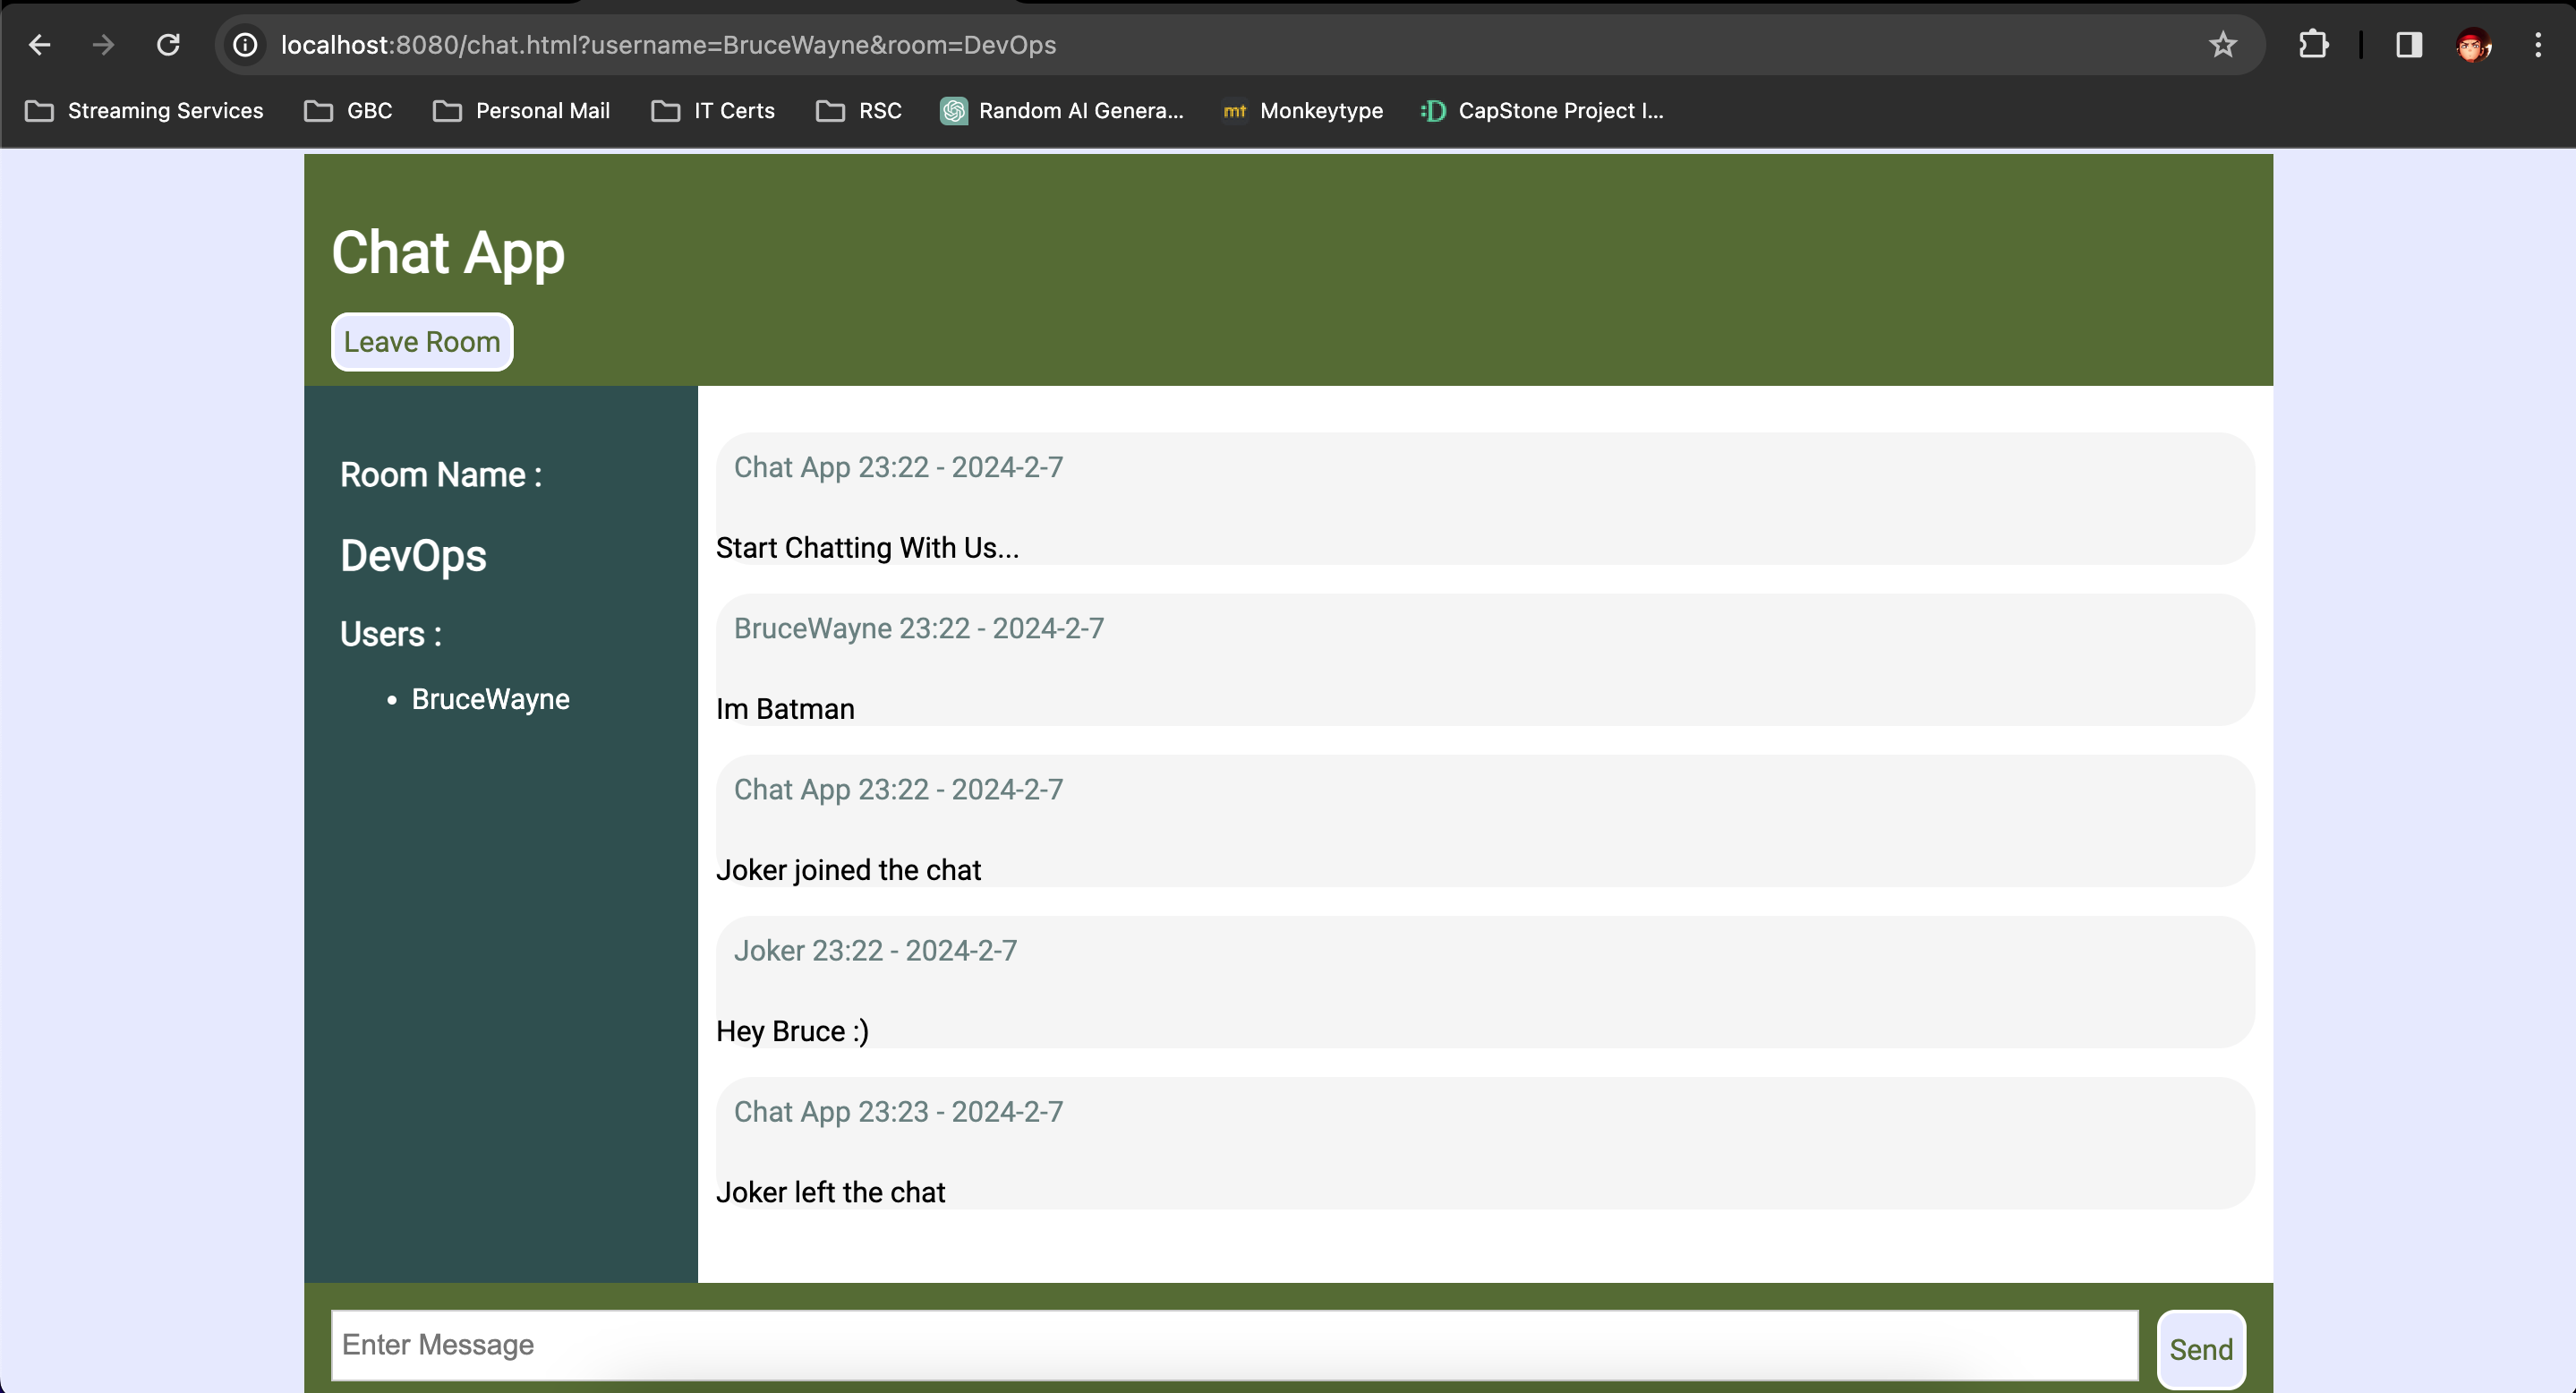 localhost:8080/chat.html?username=BruceWayne&room=DevOps
Streaming Services GBC Personal Mail IT Certs RSC Random AI Genera... mt Monkeytype :D CapStone Project I...
Chat App
Leave Room
Room Name :
DevOps
Users :
• BruceWayne
Chat App 23:22 - 2024-2-7
Start Chatting With Us...
BruceWayne 23:22 - 2024-2-7
Im Batman
Chat App 23:22 - 2024-2-7
Joker joined the chat
Joker 23:22 - 2024-2-7
Hey Bruce :)
Chat App 23:23 - 2024-2-7
Joker left the chat
Enter Message
Send